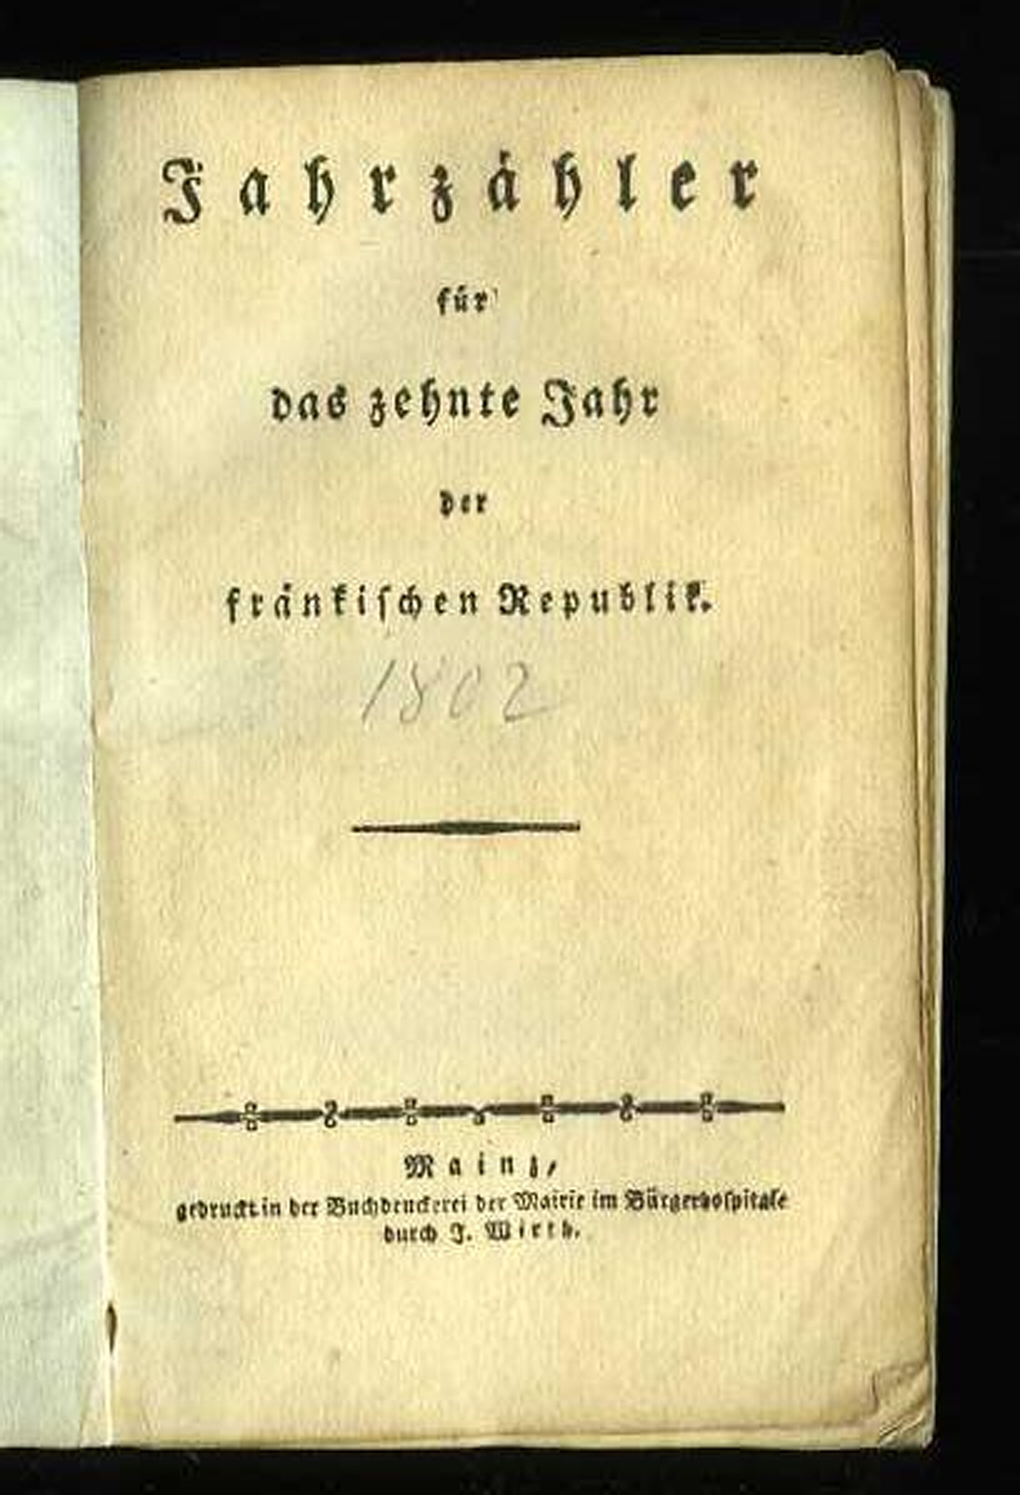 Jahrzähler
für
das zehnte Jahr
der
fränkischen Republik.
1802
Mainz,
gedruckt in der Buchdruckerei der Mairie im Bürgerhospitale
durch J. Wirth.